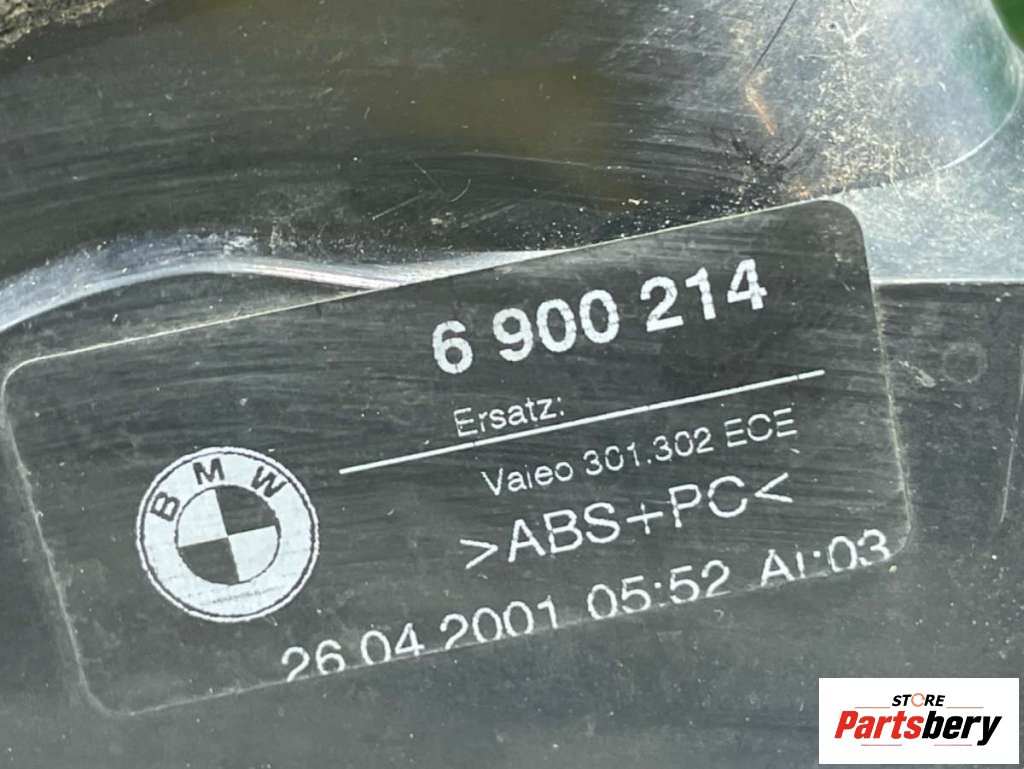 6 900 214
Ersatz:
Valeo 301.302 ECE
>ABS+PC<
26 04 2001 05:52 AI:03
BMW
STORE
Partsbery